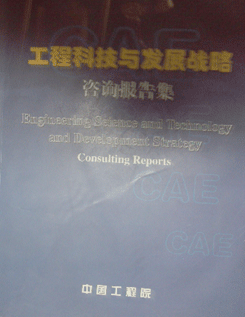 CAE
工程科技与发展战略
咨询报告集
Engineering Science and Technology
and Development Strategy
Consulting Reports
CAE
CAE
中国工程院